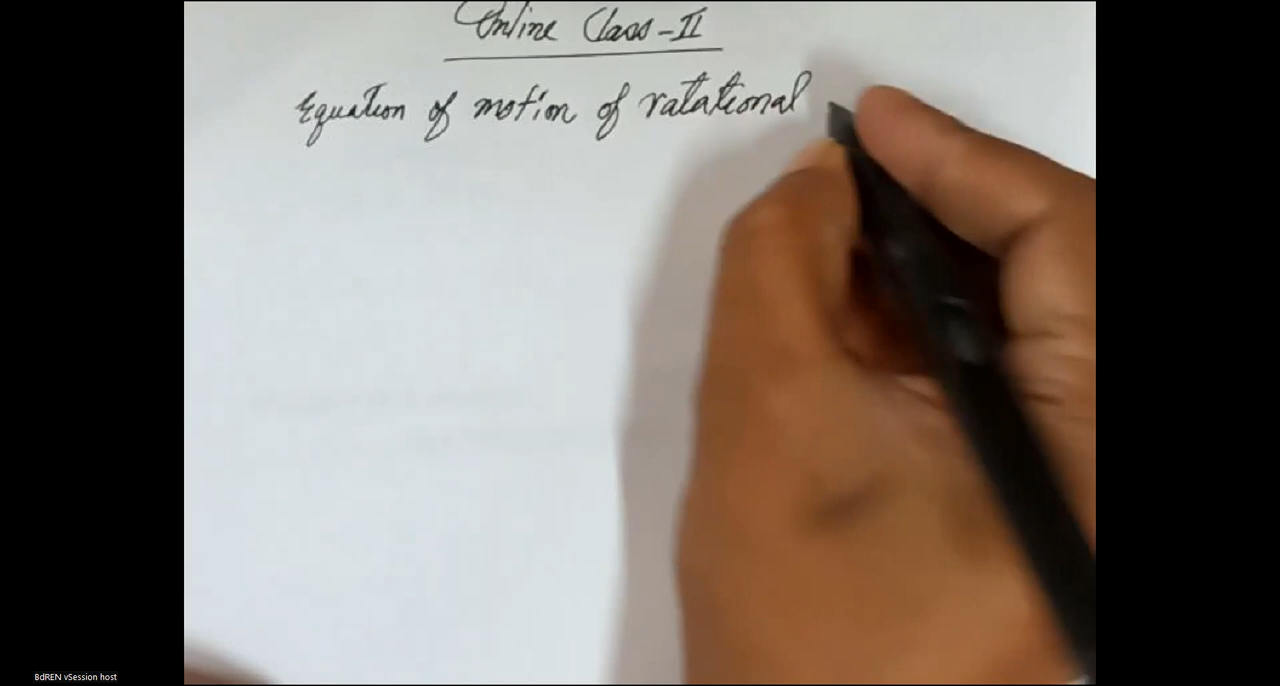 Online Class-II
Equation of motion of ratational
BdREN vSession host